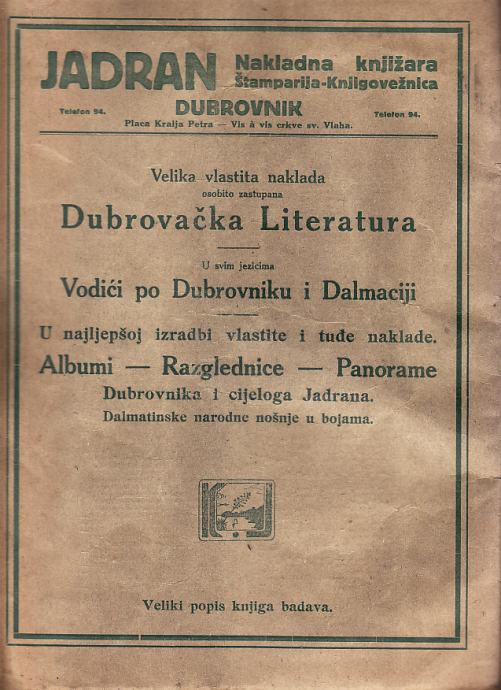 JADRAN
Nakladna knjižara
Štamparija-Knjigovežnica
DUBROVNIK
Telefon 94.
Telefon 94.
Placa Kralja Petra — Vis à vis crkve sv. Vlaha.
Velika vlastita naklada
osobito zastupana
Dubrovačka Literatura
U svim jezicima
Vodići po Dubrovniku i Dalmaciji
U najljepšoj izradbi vlastite i tuđe naklade.
Albumi — Razglednice — Panorame
Dubrovnika i cijeloga Jadrana.
Dalmatinske narodne nošnje u bojama.
Veliki popis knjiga badava.